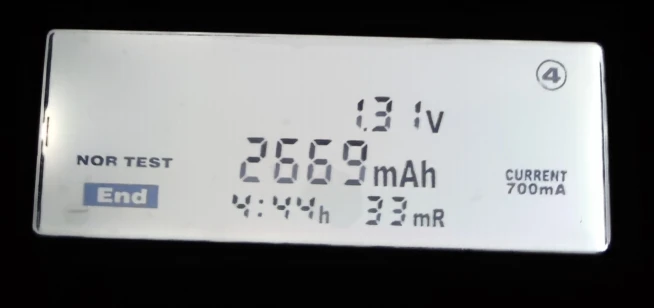 4
1.31V
NOR TEST
2669mAh
CURRENT
700mA
End
4:44h 33mR